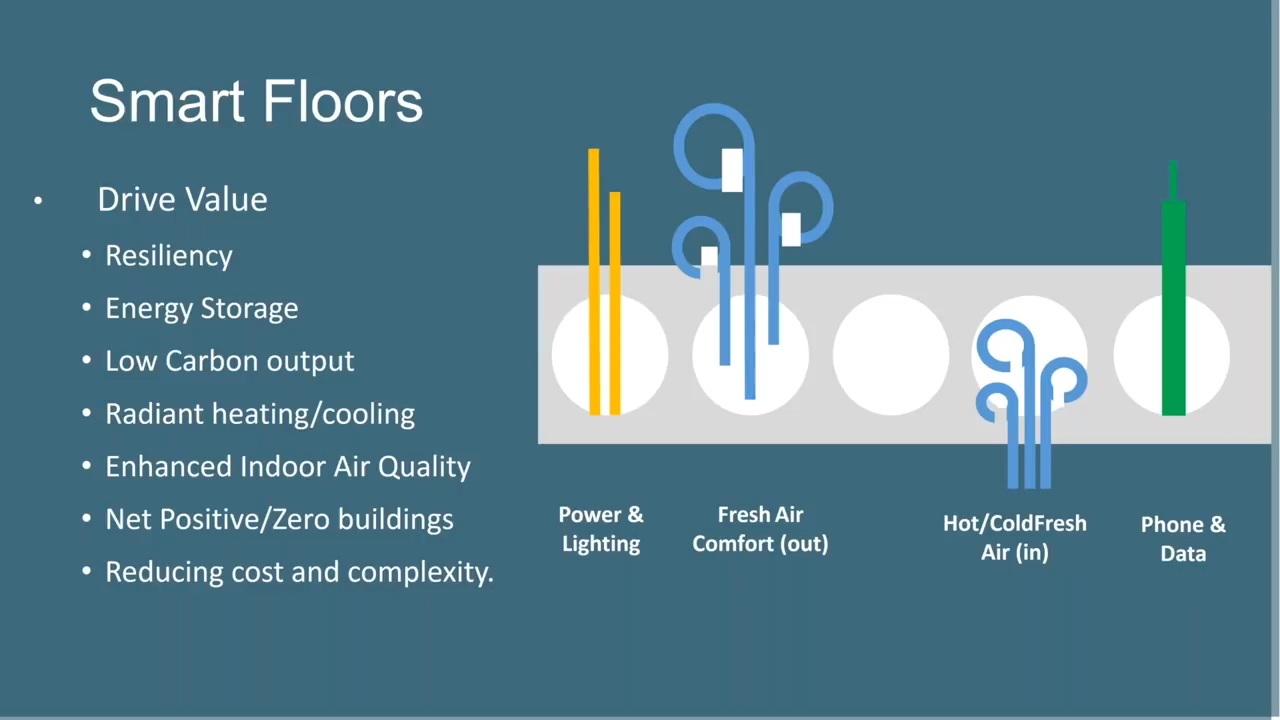 Smart Floors
• Drive Value
• Resiliency
• Energy Storage
• Low Carbon output
• Radiant heating/cooling
• Enhanced Indoor Air Quality
• Net Positive/Zero buildings
• Reducing cost and complexity.
Power &
Lighting
Fresh Air
Comfort (out)
Hot/ColdFresh
Air (in)
Phone &
Data